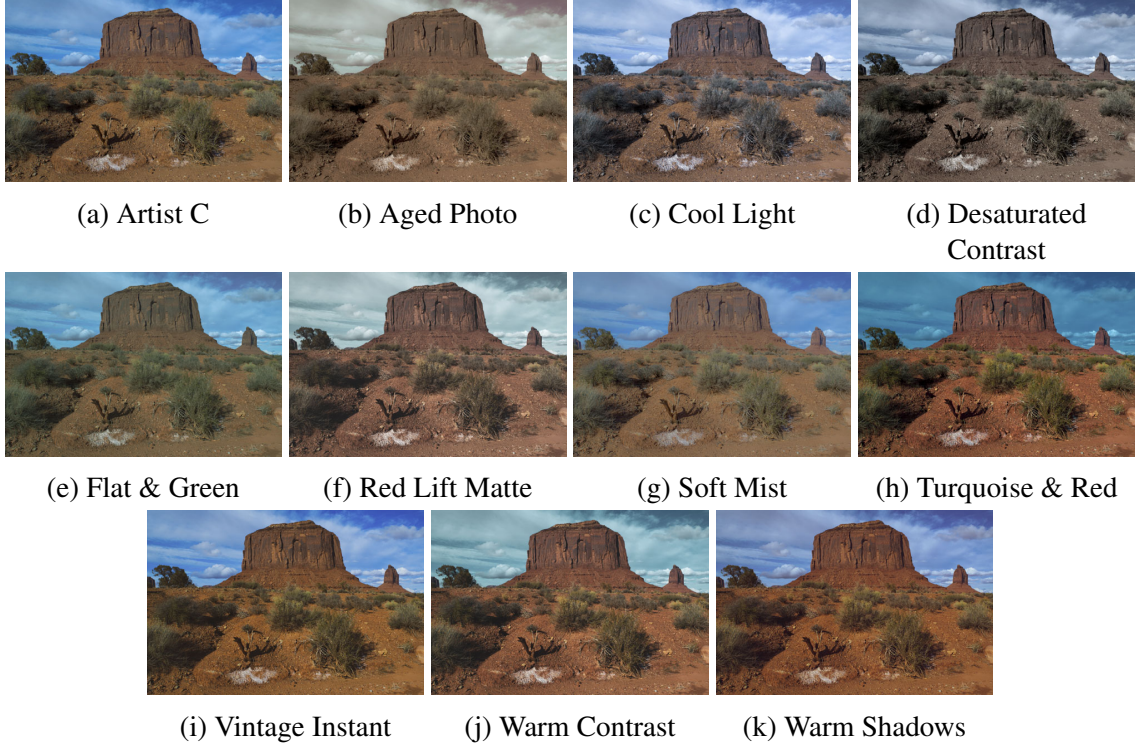 (a) Artist C
(b) Aged Photo
(c) Cool Light
(d) Desaturated
Contrast
(e) Flat & Green
(f) Red Lift Matte
(g) Soft Mist
(h) Turquoise & Red
(i) Vintage Instant
(j) Warm Contrast
(k) Warm Shadows